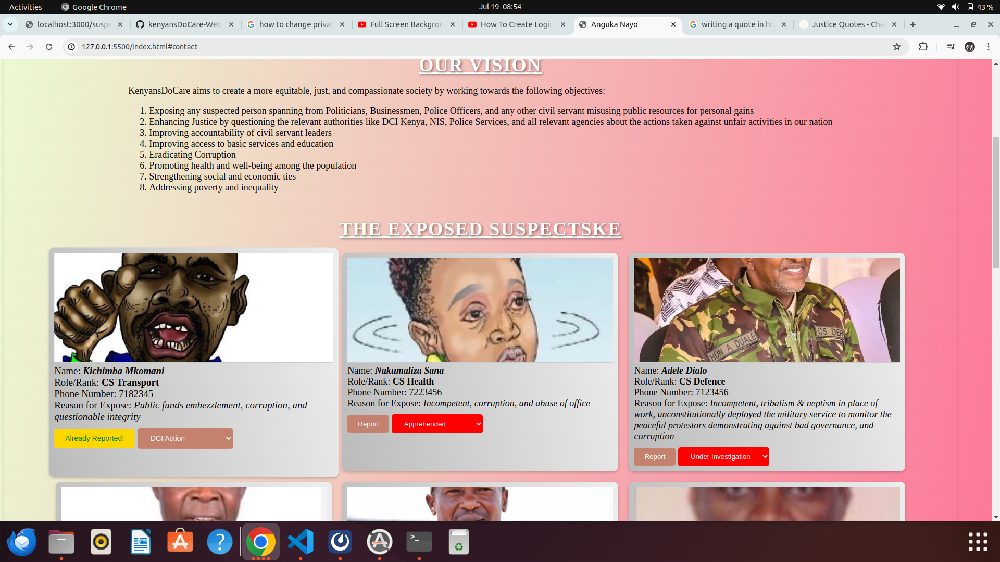 Activities
Google Chrome
Jul 19 08:54
43 %
localhost:3000/suspe
kenyansDoCare-Web
how to change privat
Full Screen Backgrou
How To Create Login
Anguka Nayo
writing a quote in ht
Justice Quotes - Cha
127.0.0.1:5500/index.html#contact
OUR VISION
KenyansDoCare aims to create a more equitable, just, and compassionate society by working towards the following objectives:
1. Exposing any suspected person spanning from Politicians, Businessmen, Police Officers, and any other civil servant misusing public resources for personal gains
2. Enhancing Justice by questioning the relevant authorities like DCI Kenya, NIS, Police Services, and all relevant agencies about the actions taken against unfair activities in our nation
3. Improving accountability of civil servant leaders
4. Improving access to basic services and education
5. Eradicating Corruption
6. Promoting health and well-being among the population
7. Strengthening social and economic ties
8. Addressing poverty and inequality
THE EXPOSED SUSPECTSKE
Name: Kichimba Mkomani
Role/Rank: CS Transport
Phone Number: 7182345
Reason for Expose: Public funds embezzlement, corruption, and
questionable integrity
Already Reported!
DCI Action
Name: Nakumaliza Sana
Role/Rank: CS Health
Phone Number: 7223456
Reason for Expose: Incompetent, corruption, and abuse of office
Report
Apprehended
HON A DUALE
CS DEF
Name: Adele Dialo
Role/Rank: CS Defence
Phone Number: 7123456
Reason for Expose: Incompetent, tribalism & neptism in place of
work, unconstitutionally deployed the military service to monitor the
peaceful protestors demonstrating against bad governance, and
corruption
Report
Under Investigation